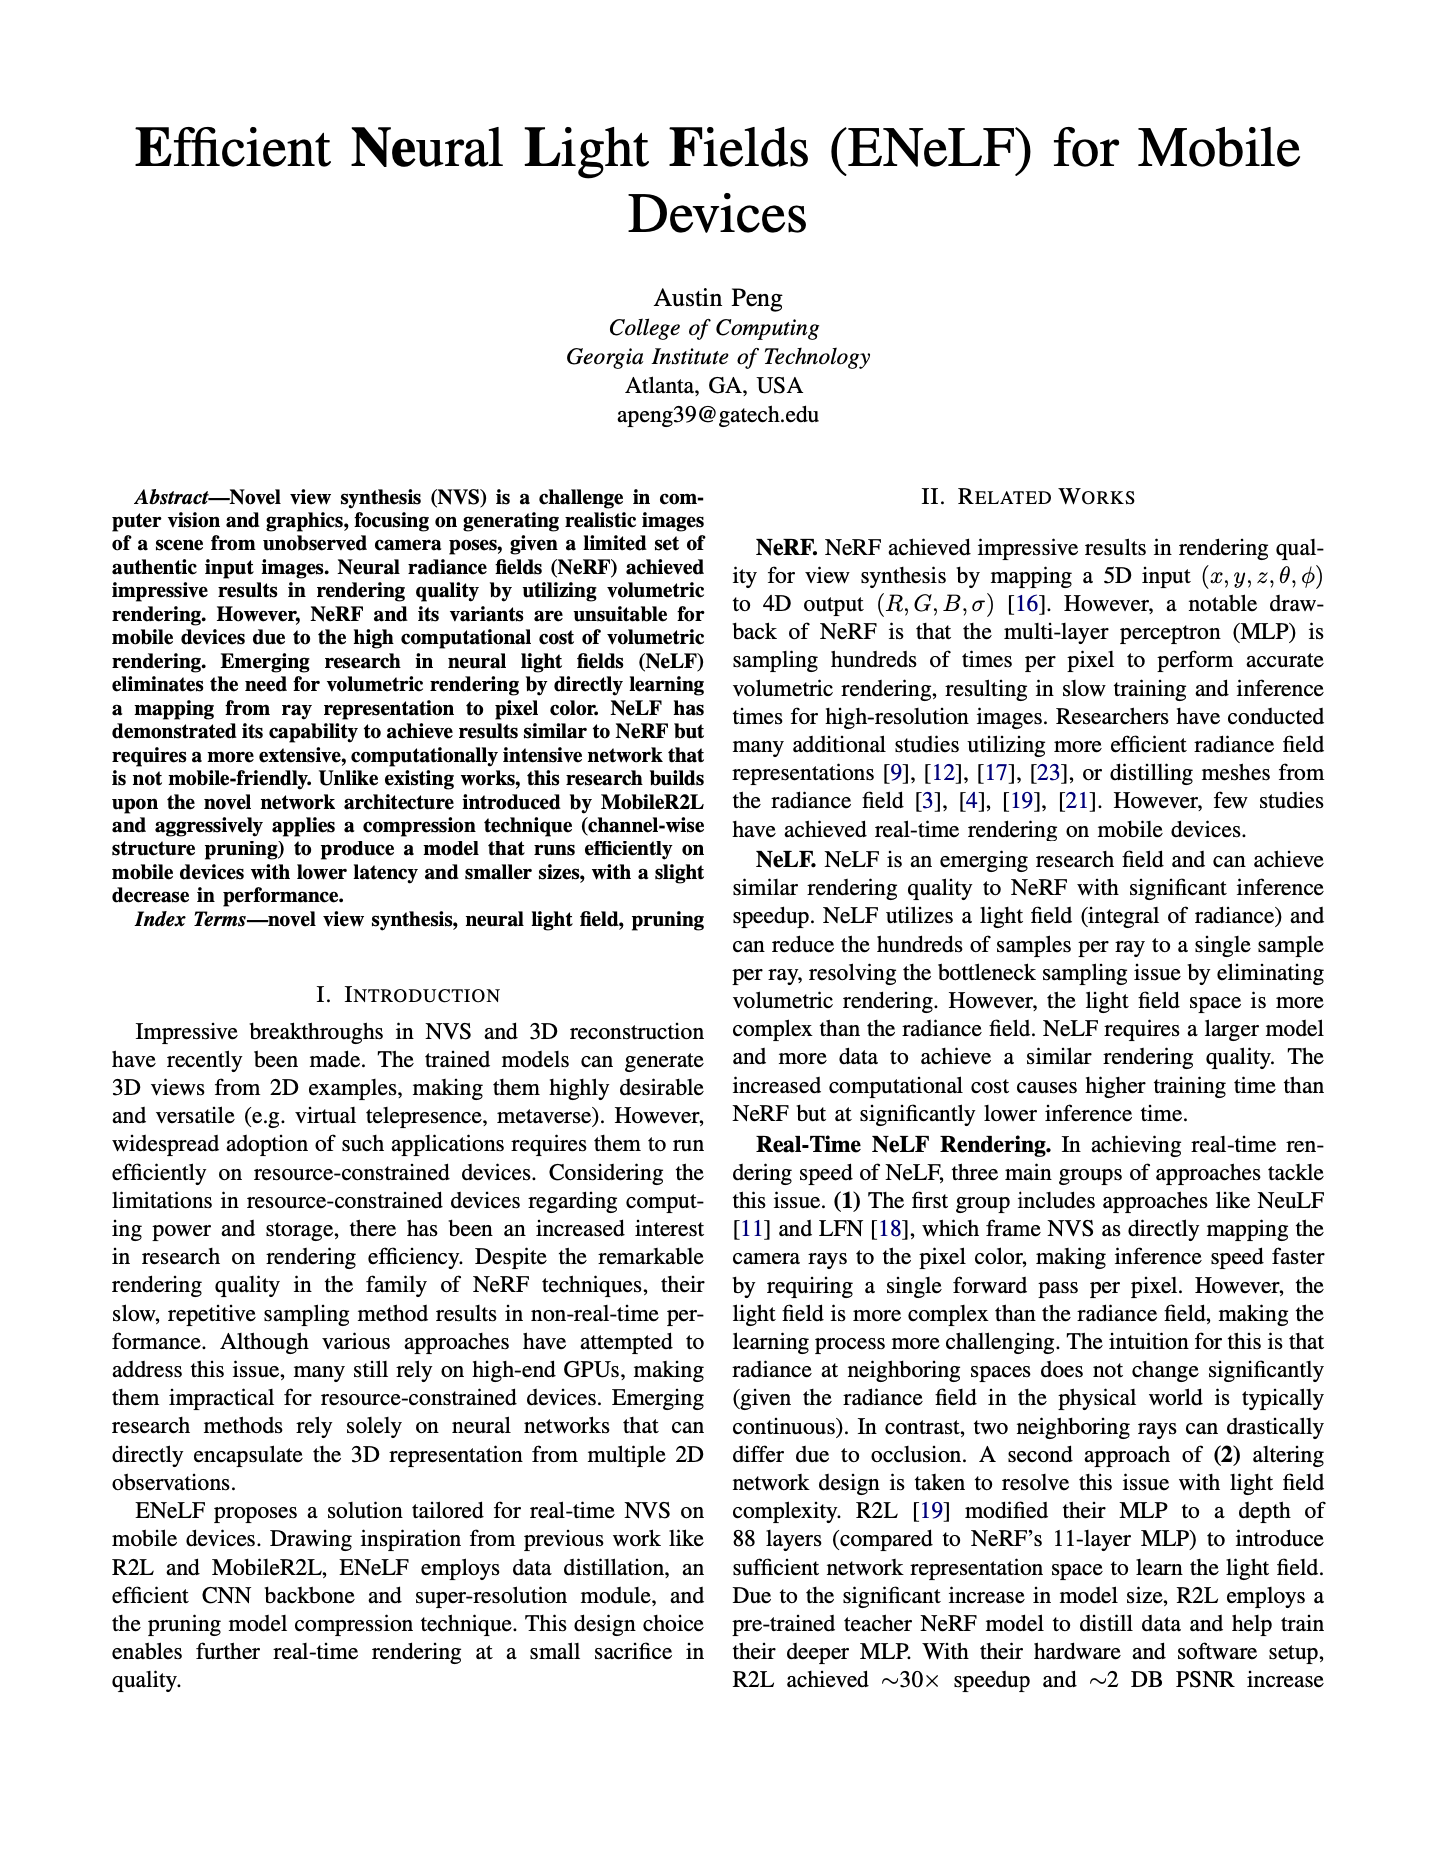 Efficient Neural Light Fields (ENeLF) for Mobile
Devices
Austin Peng
College of Computing
Georgia Institute of Technology
Atlanta, GA, USA
apeng39@gatech.edu
Abstract—Novel view synthesis (NVS) is a challenge in com-
puter vision and graphics, focusing on generating realistic images
of a scene from unobserved camera poses, given a limited set of
authentic input images. Neural radiance fields (NeRF) achieved
impressive results in rendering quality by utilizing volumetric
rendering. However, NeRF and its variants are unsuitable for
mobile devices due to the high computational cost of volumetric
rendering. Emerging research in neural light fields (NeLF)
eliminates the need for volumetric rendering by directly learning
a mapping from ray representation to pixel color. NeLF has
demonstrated its capability to achieve results similar to NeRF but
requires a more extensive, computationally intensive network that
is not mobile-friendly. Unlike existing works, this research builds
upon the novel network architecture introduced by MobileR2L
and aggressively applies a compression technique (channel-wise
structure pruning) to produce a model that runs efficiently on
mobile devices with lower latency and smaller sizes, with a slight
decrease in performance.
Index Terms—novel view synthesis, neural light field, pruning
I. INTRODUCTION
Impressive breakthroughs in NVS and 3D reconstruction
have recently been made. The trained models can generate
3D views from 2D examples, making them highly desirable
and versatile (e.g. virtual telepresence, metaverse). However,
widespread adoption of such applications requires them to run
efficiently on resource-constrained devices. Considering the
limitations in resource-constrained devices regarding comput-
ing power and storage, there has been an increased interest
in research on rendering efficiency. Despite the remarkable
rendering quality in the family of NeRF techniques, their
slow, repetitive sampling method results in non-real-time per-
formance. Although various approaches have attempted to
address this issue, many still rely on high-end GPUs, making
them impractical for resource-constrained devices. Emerging
research methods rely solely on neural networks that can
directly encapsulate the 3D representation from multiple 2D
observations.
ENeLF proposes a solution tailored for real-time NVS on
mobile devices. Drawing inspiration from previous work like
R2L and MobileR2L, ENeLF employs data distillation, an
efficient CNN backbone and super-resolution module, and
the pruning model compression technique. This design choice
enables further real-time rendering at a small sacrifice in
quality.
II. RELATED WORKS
NeRF. NeRF achieved impressive results in rendering qual-
ity for view synthesis by mapping a 5D input (x, y, z, θ, ϕ)
to 4D output (R, G, B, σ) [16]. However, a notable draw-
back of NeRF is that the multi-layer perceptron (MLP) is
sampling hundreds of times per pixel to perform accurate
volumetric rendering, resulting in slow training and inference
times for high-resolution images. Researchers have conducted
many additional studies utilizing more efficient radiance field
representations [9], [12], [17], [23], or distilling meshes from
the radiance field [3], [4], [19], [21]. However, few studies
have achieved real-time rendering on mobile devices.
NeLF. NeLF is an emerging research field and can achieve
similar rendering quality to NeRF with significant inference
speedup. NeLF utilizes a light field (integral of radiance) and
can reduce the hundreds of samples per ray to a single sample
per ray, resolving the bottleneck sampling issue by eliminating
volumetric rendering. However, the light field space is more
complex than the radiance field. NeLF requires a larger model
and more data to achieve a similar rendering quality. The
increased computational cost causes higher training time than
NeRF but at significantly lower inference time.
Real-Time NeLF Rendering. In achieving real-time ren-
dering speed of NeLF, three main groups of approaches tackle
this issue. (1) The first group includes approaches like NeuLF
[11] and LFN [18], which frame NVS as directly mapping the
camera rays to the pixel color, making inference speed faster
by requiring a single forward pass per pixel. However, the
light field is more complex than the radiance field, making the
learning process more challenging. The intuition for this is that
radiance at neighboring spaces does not change significantly
(given the radiance field in the physical world is typically
continuous). In contrast, two neighboring rays can drastically
differ due to occlusion. A second approach of (2) altering
network design is taken to resolve this issue with light field
complexity. R2L [19] modified their MLP to a depth of
88 layers (compared to NeRF's 11-layer MLP) to introduce
sufficient network representation space to learn the light field.
Due to the significant increase in model size, R2L employs a
pre-trained teacher NeRF model to distill data and help train
their deeper MLP. With their hardware and software setup,
R2L achieved ∼30× speedup and ∼2 DB PSNR increase